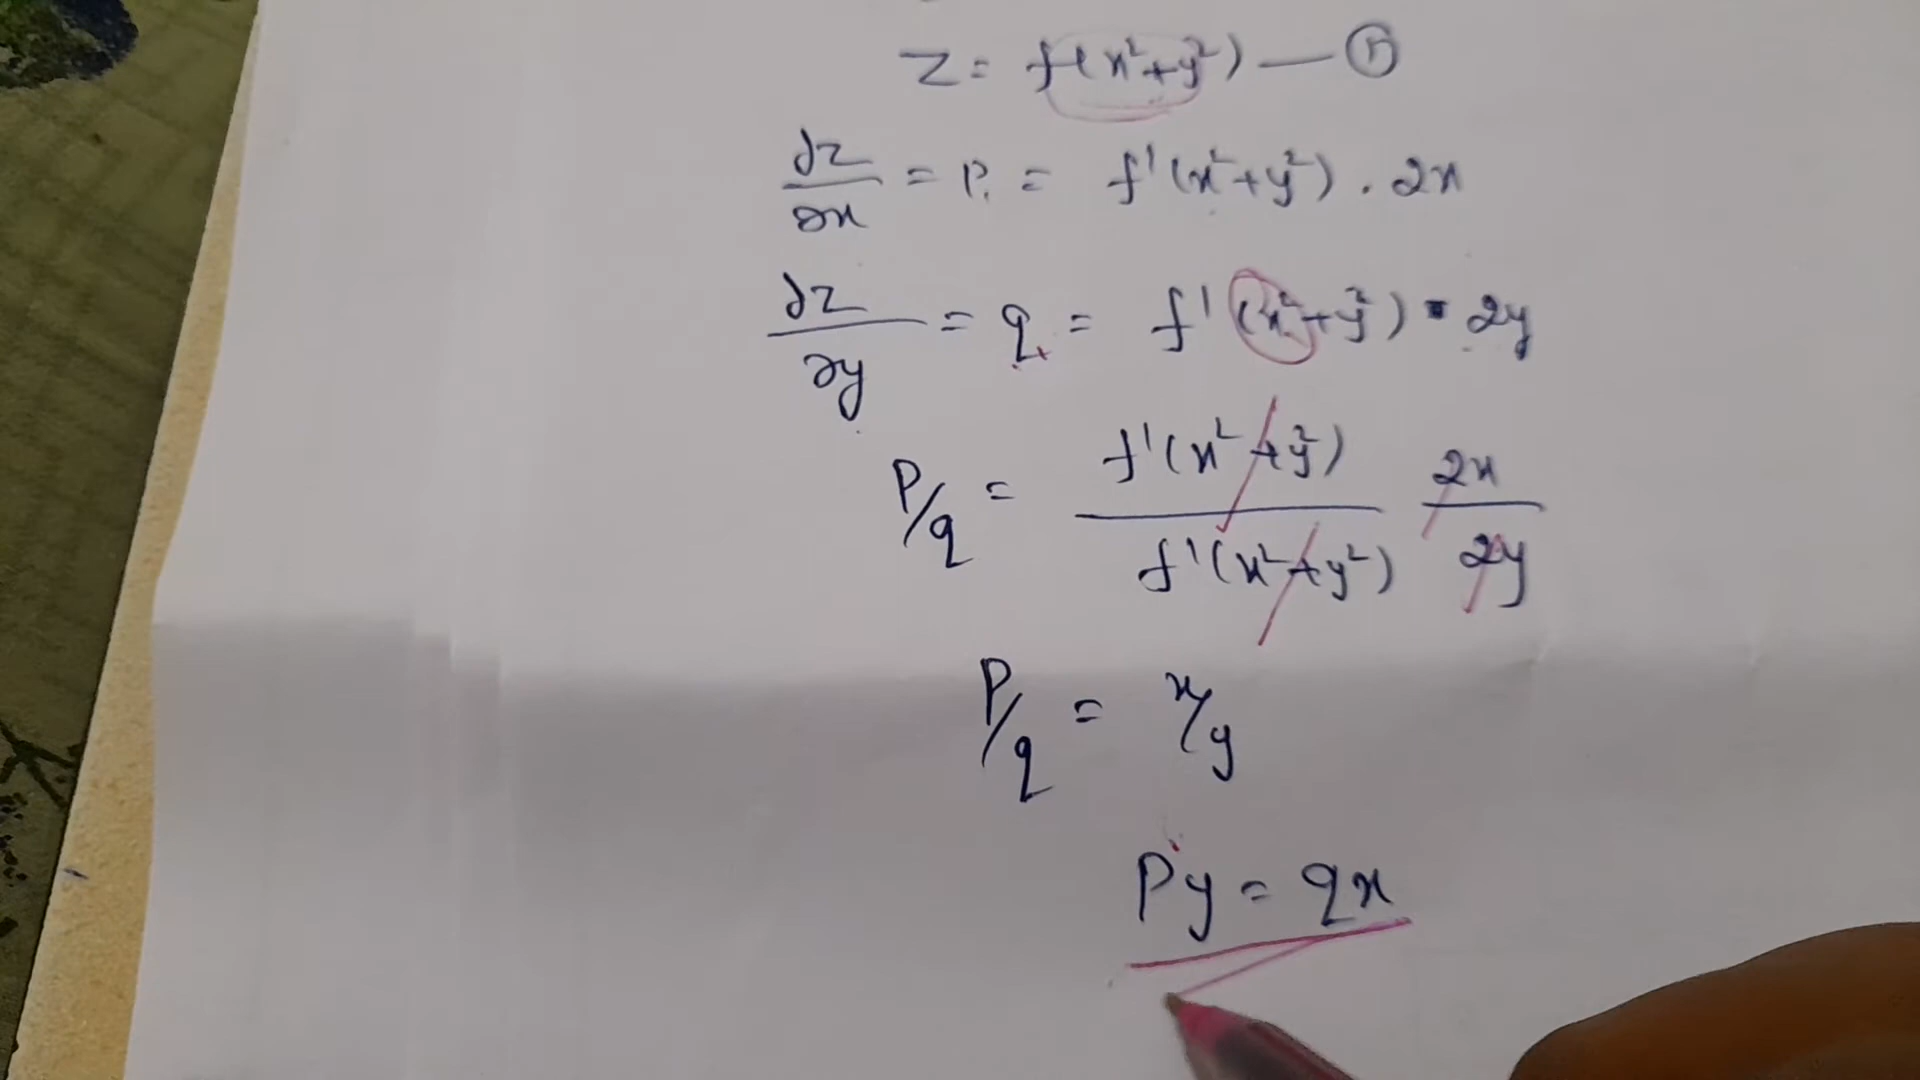 Z = f(x²+y²) — ①
∂z/∂x = P = f'(x²+y²) . 2x
∂z/∂y = q = f'(x²+y²) · 2y
P/q = f'(x²+y²)/f'(x²+y²) 2x/2y
P/q = x/y
Py = qx